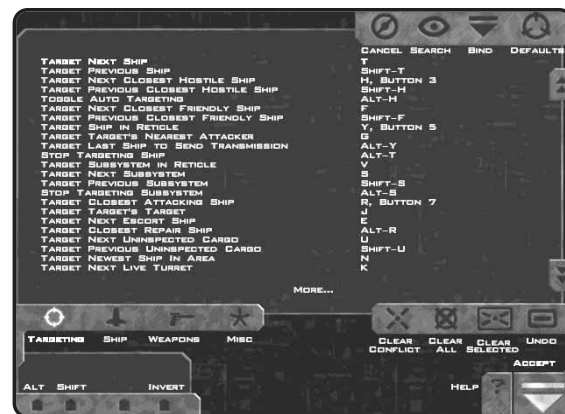 CANCEL SEARCH BIND DEFAULTS
TARGET NEXT SHIP T
TARGET PREVIOUS SHIP SHIFT-T
TARGET NEXT CLOSEST HOSTILE SHIP H, BUTTON 3
TARGET PREVIOUS CLOSEST HOSTILE SHIP SHIFT-H
TOGGLE AUTO TARGETING ALT-H
TARGET NEXT CLOSEST FRIENDLY SHIP F
TARGET PREVIOUS CLOSEST FRIENDLY SHIP SHIFT-F
TARGET SHIP IN RETICLE Y, BUTTON 5
TARGET TARGET'S NEAREST ATTACKER G
TARGET LAST SHIP TO SEND TRANSMISSION ALT-Y
STOP TARGETING SHIP ALT-T
TARGET SUBSYSTEM IN RETICLE V
TARGET NEXT SUBSYSTEM S
TARGET PREVIOUS SUBSYSTEM SHIFT-S
STOP TARGETING SUBSYSTEM ALT-S
TARGET CLOSEST ATTACKING SHIP R, BUTTON 7
TARGET TARGET'S TARGET J
TARGET NEXT ESCORT SHIP E
TARGET CLOSEST REPAIR SHIP ALT-R
TARGET NEXT UNINSPECTED CARGO U
TARGET PREVIOUS UNINSPECTED CARGO SHIFT-U
TARGET NEWEST SHIP IN AREA N
TARGET NEXT LIVE TURRET K
MORE...
TARGETING SHIP WEAPONS MISC
CLEAR CONFLICT CLEAR ALL CLEAR SELECTED UNDO
ACCEPT
ALT SHIFT INVERT
HELP ?